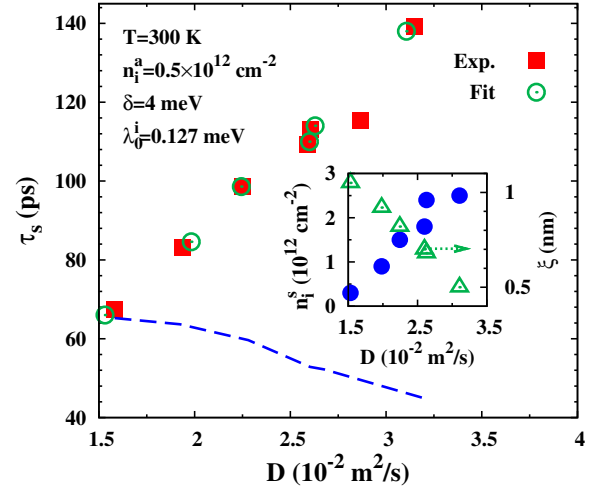 140
120
100
80
60
40
τs (ps)
T=300 K
n_i^a=0.5×10^12 cm^-2
δ=4 meV
λ_0^i=0.127 meV
Exp.
Fit
3
2
1
0
n_i^s (10^12 cm^-2)
1
0.5
ξ (nm)
1.5 2.5 3.5
D (10^-2 m^2/s)
1.5 2 2.5 3 3.5 4
D (10^-2 m^2/s)